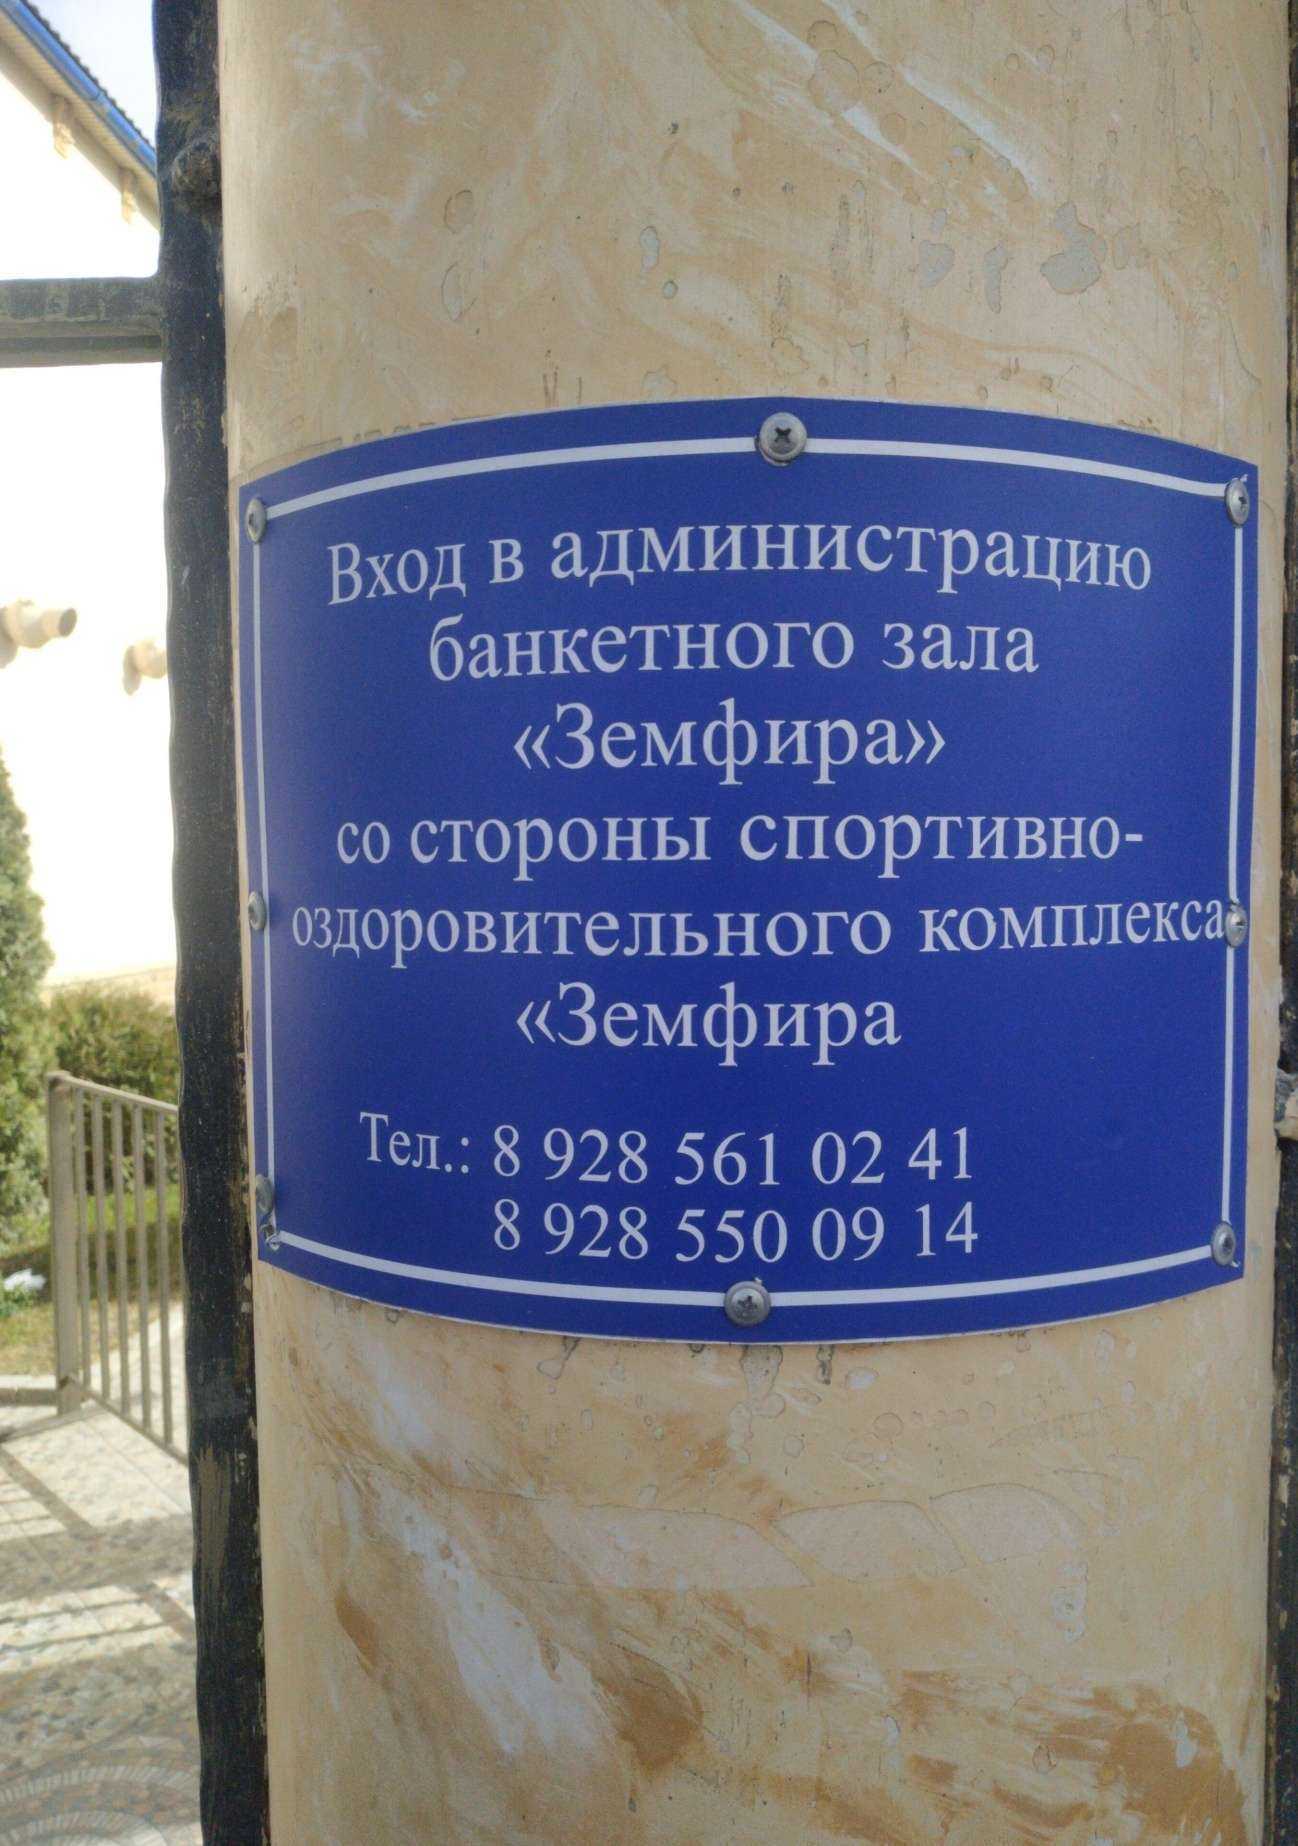 Вход в администрацию
банкетного зала
«Земфира»
со стороны спортивно-
оздоровительного комплекса
«Земфира
Тел.: 8 928 561 02 41
8 928 550 09 14